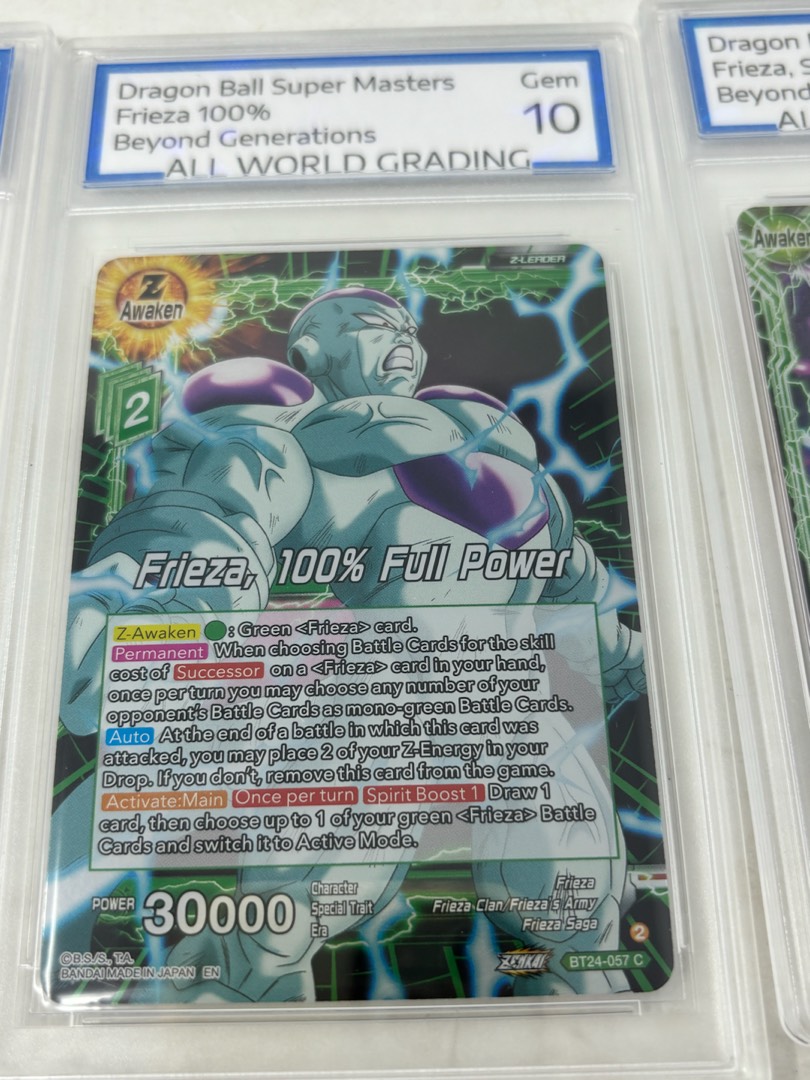 Dragon Ball Super Masters
Frieza 100%
Beyond Generations
Gem
10
ALL WORLD GRADING
Dragon
Frieza,
Beyond
Z-LEADER
Z
Awaken
2
Frieza, 100% Full Power
Z-Awaken : Green <Frieza> card.
Permanent When choosing Battle Cards for the skill
cost of Successor on a <Frieza> card in your hand,
once per turn you may choose any number of your
opponent's Battle Cards as mono-green Battle Cards.
Auto At the end of a battle in which this card was
attacked, you may place 2 of your Z-Energy in your
Drop. If you don't, remove this card from the game.
Activate:Main Once per turn Spirit Boost 1 Draw 1
card, then choose up to 1 of your green <Frieza> Battle
Cards and switch it to Active Mode.
POWER 30000
Character Frieza
Special Trait Frieza Clan/Frieza's Army
Era Frieza Saga
2
©B.S./S., T.A.
BANDAI MADE IN JAPAN EN
ZENKAI
BT24-057 C
Awaken